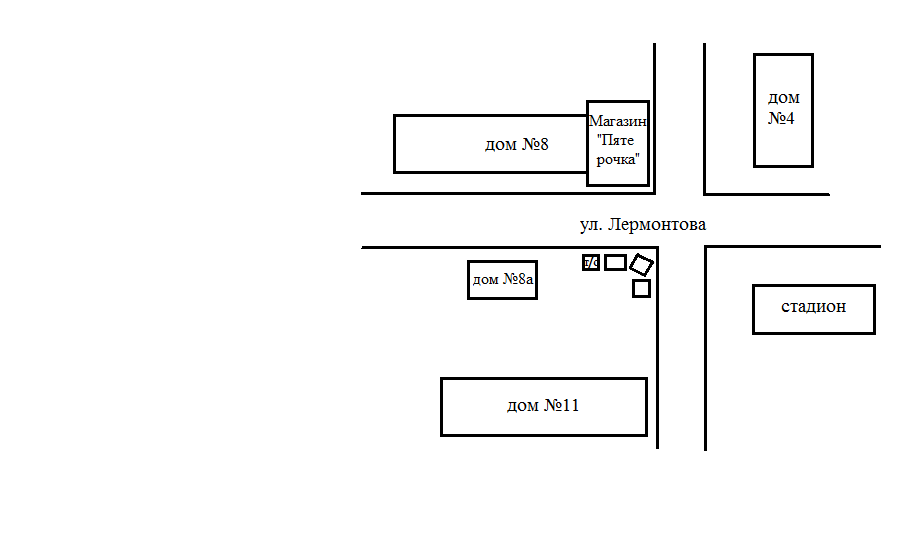 дом
№4
Магазин
"Пяте
рочка"
дом №8
ул. Лермонтова
т/с
дом №8а
стадион
дом №11